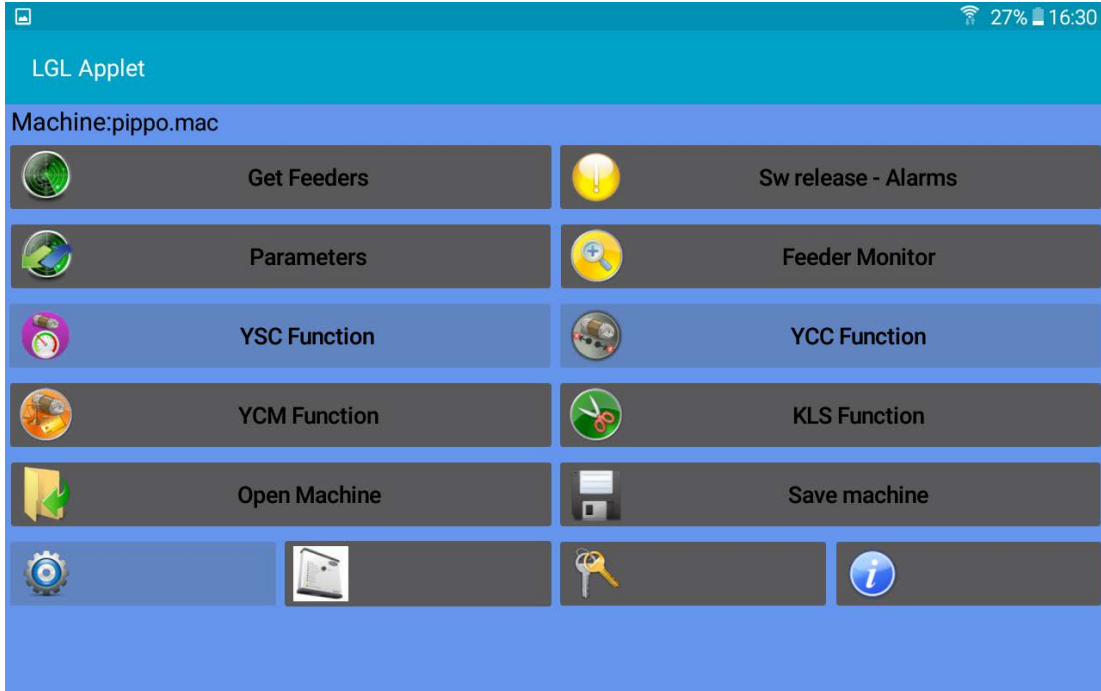 27% 16:30
LGL Applet
Machine:pippo.mac
Get Feeders
Sw release - Alarms
Parameters
Feeder Monitor
YSC Function
YCC Function
YCM Function
KLS Function
Open Machine
Save machine